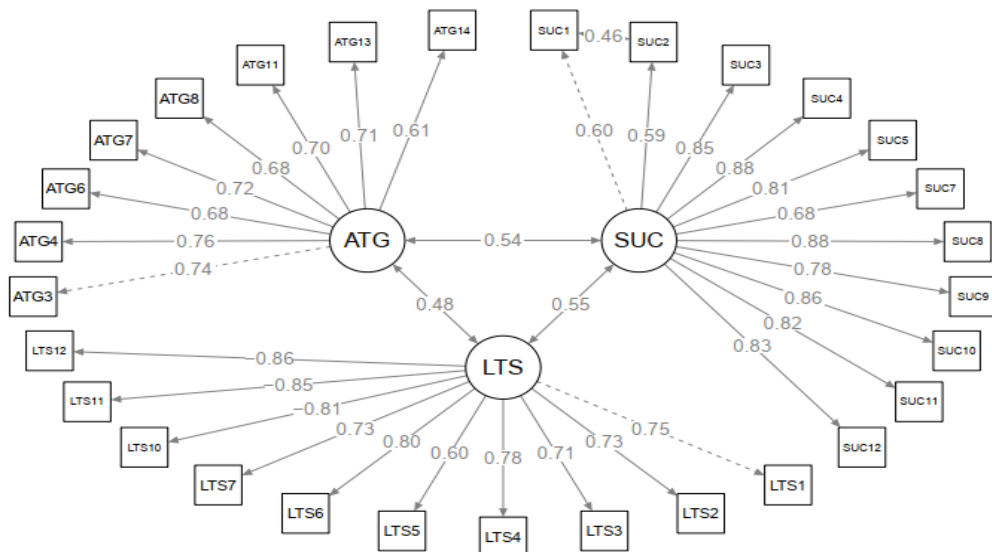 ATG14
ATG13
ATG11
ATG8
ATG7
ATG6
ATG4
ATG3
0.61
0.71
0.70
0.68
0.72
0.68
0.76
0.74
ATG
SUC1
0.46
SUC2
SUC3
SUC4
SUC5
SUC7
SUC8
SUC9
SUC10
SUC11
SUC12
0.60
0.59
0.85
0.88
0.81
0.68
0.88
0.78
0.86
0.82
0.83
SUC
0.54
0.48
0.55
LTS
LTS12
LTS11
LTS10
LTS7
LTS6
LTS5
LTS4
LTS3
LTS2
LTS1
−0.86
−0.85
−0.81
0.73
0.80
0.60
0.78
0.71
0.73
0.75